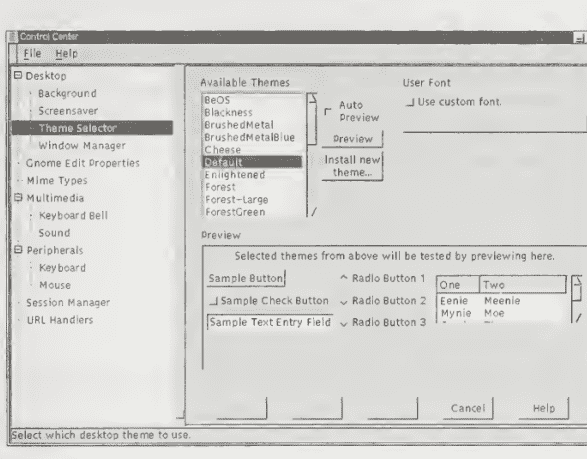 Control Center
File Help
Desktop
Background
Screensaver
Theme Selector
Window Manager
Gnome Edit Properties
Mime Types
Multimedia
Keyboard Bell
Sound
Peripherals
Keyboard
Mouse
Session Manager
URL Handlers
Available Themes
BeOS
Blackness
BrushedMetal
BrushedMetalBlue
Cheese
Default
Enlightened
Forest
Forest-Large
ForestGreen
Auto
Preview
Preview
Install new
theme...
User Font
Use custom font.
Preview
Selected themes from above will be tested by previewing here.
Sample Button
Sample Check Button
Sample Text Entry Field
Radio Button 1
Radio Button 2
Radio Button 3
One Two
Eenie Meenie
Mynie Moe
Cancel Help
Select which desktop theme to use.